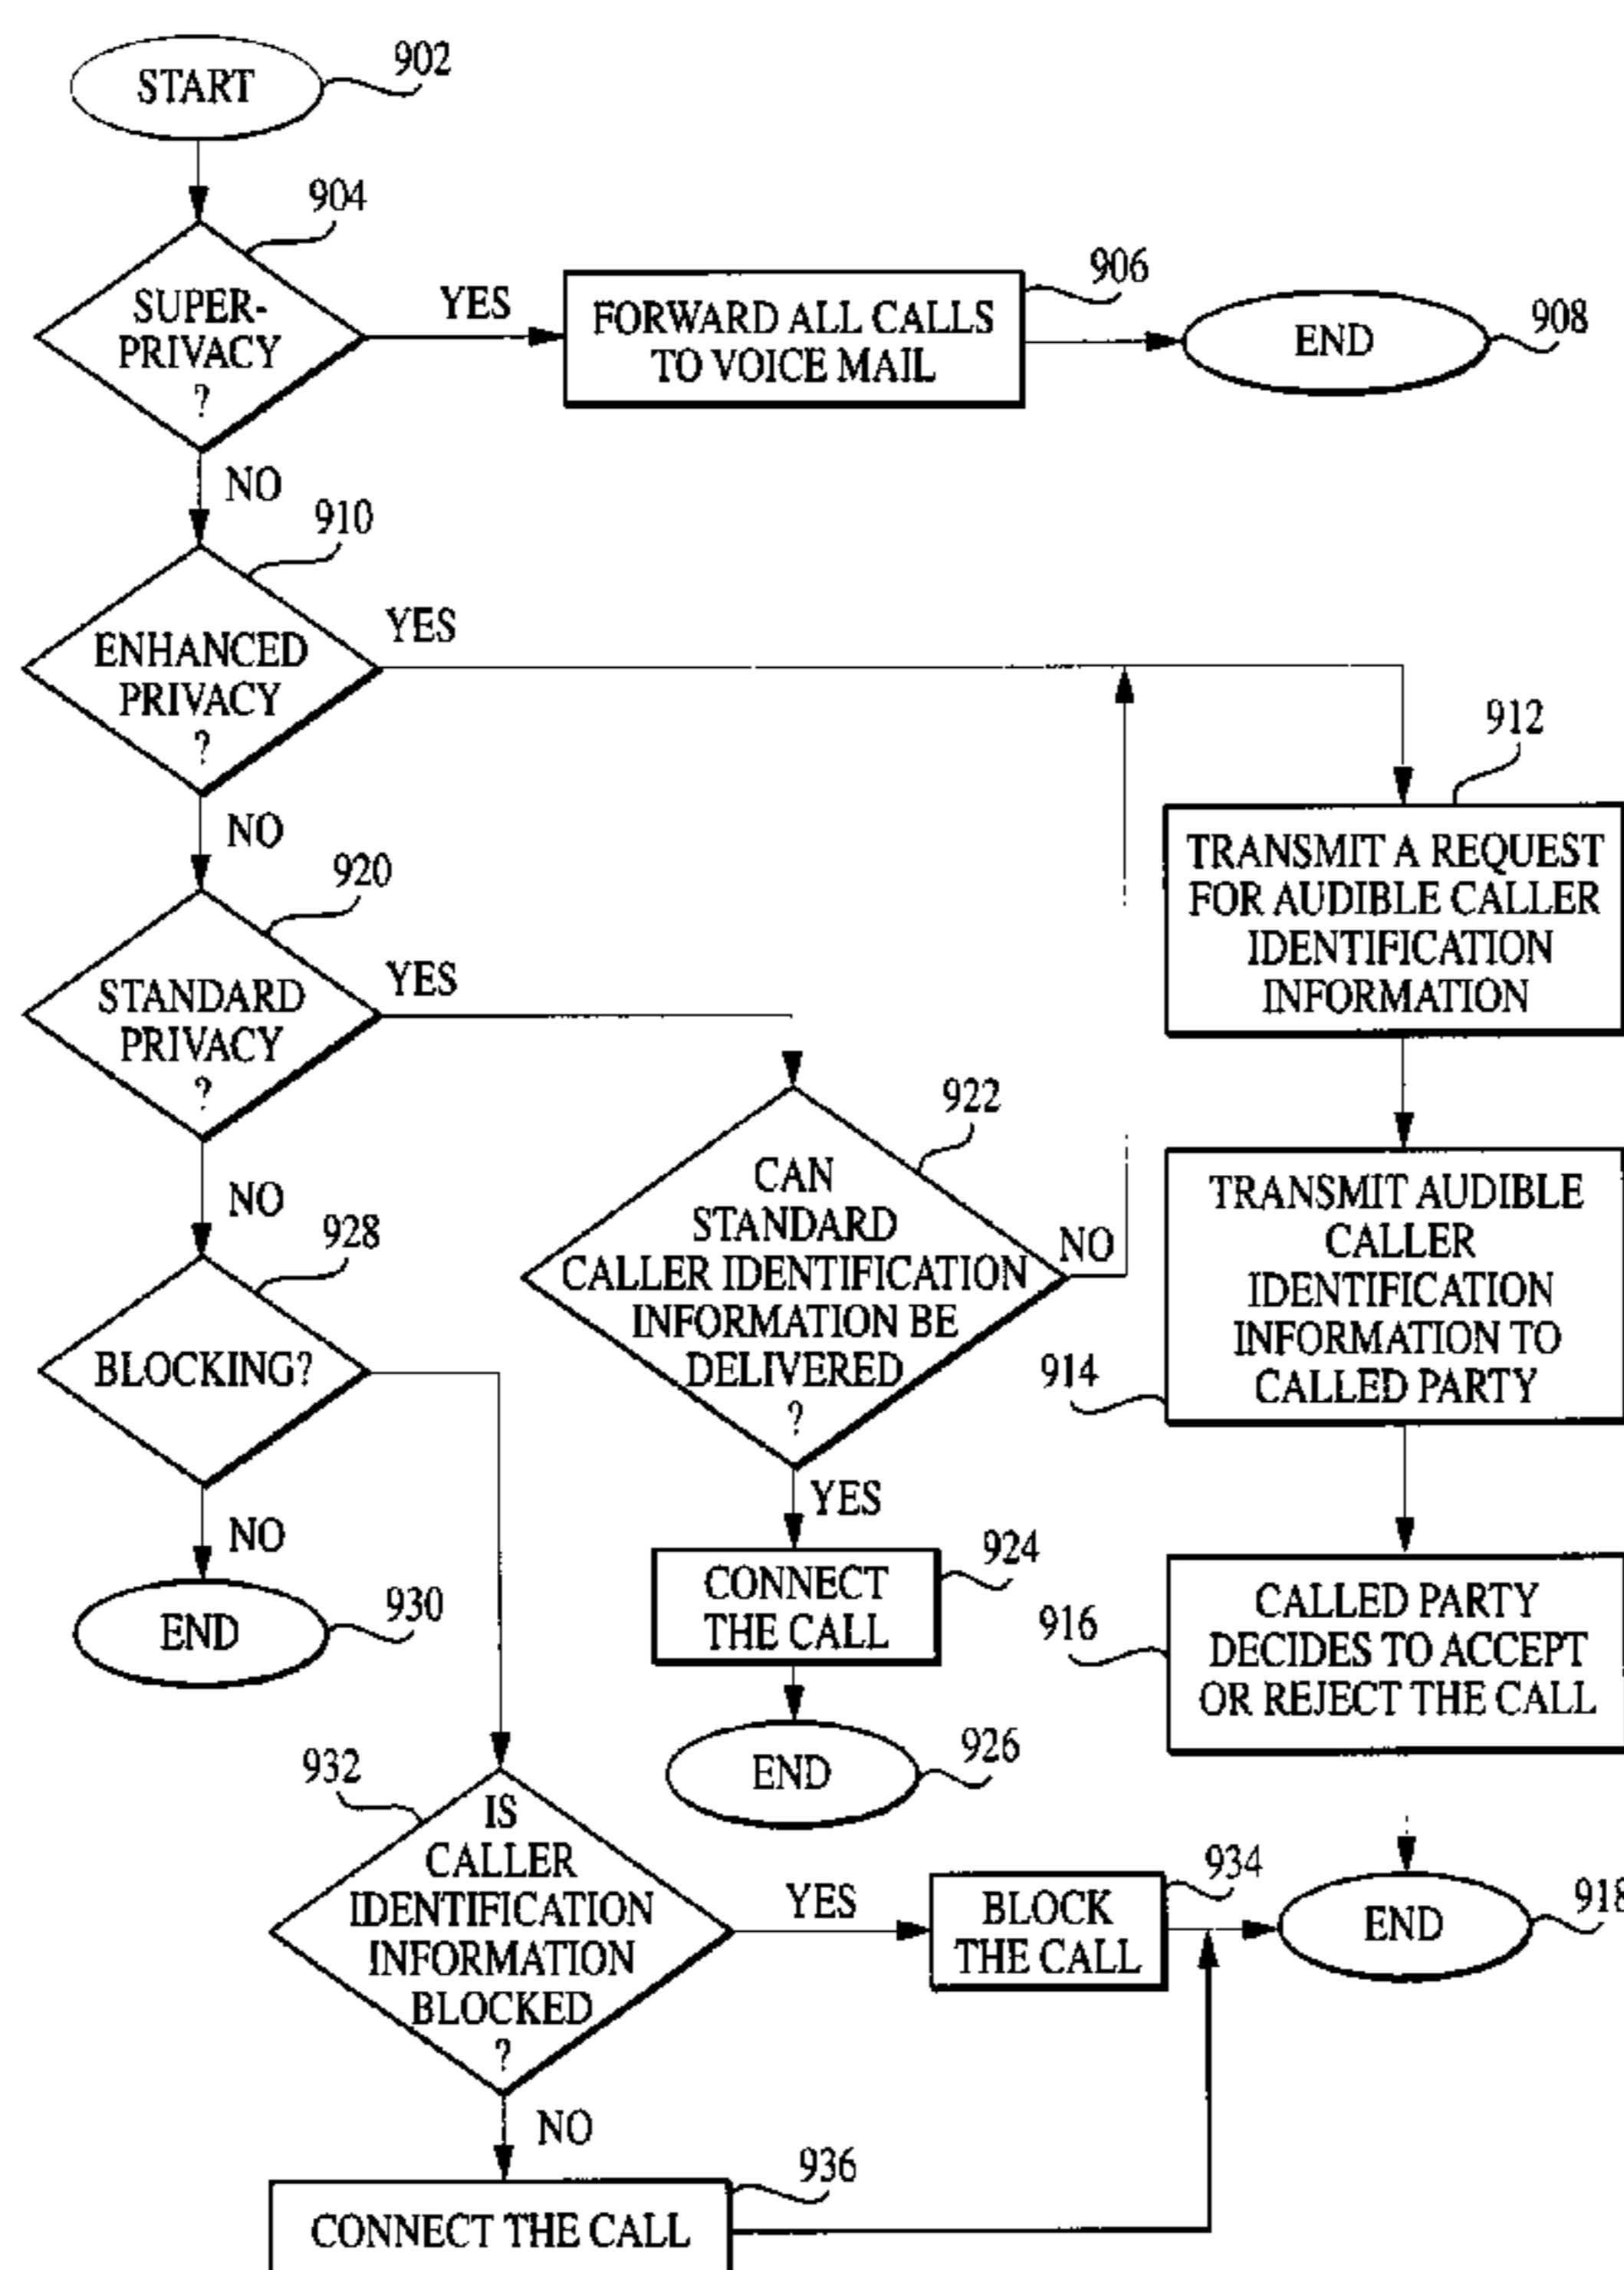 START
902
904
SUPER-
PRIVACY
?
YES
FORWARD ALL CALLS
TO VOICE MAIL
906
END
908
NO
910
ENHANCED
PRIVACY
?
YES
912
TRANSMIT A REQUEST
FOR AUDIBLE CALLER
IDENTIFICATION
INFORMATION
NO
920
STANDARD
PRIVACY
?
YES
922
CAN
STANDARD
CALLER IDENTIFICATION
INFORMATION BE
DELIVERED
?
NO
TRANSMIT AUDIBLE
CALLER
IDENTIFICATION
INFORMATION TO
CALLED PARTY
914
NO
928
BLOCKING?
YES
924
CONNECT
THE CALL
916
CALLED PARTY
DECIDES TO ACCEPT
OR REJECT THE CALL
NO
END
930
END
926
932
IS
CALLER
IDENTIFICATION
INFORMATION
BLOCKED
?
YES
934
BLOCK
THE CALL
END
918
NO
936
CONNECT THE CALL